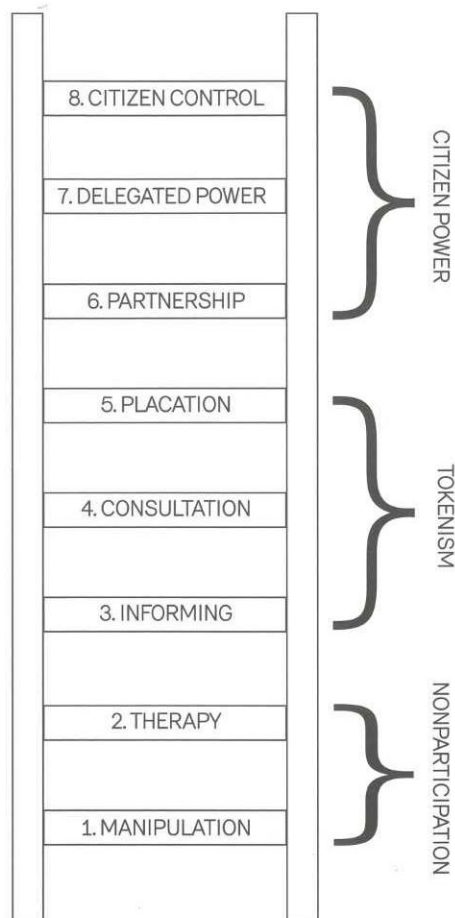 8. CITIZEN CONTROL
7. DELEGATED POWER
6. PARTNERSHIP
CITIZEN POWER
5. PLACATION
4. CONSULTATION
3. INFORMING
TOKENISM
2. THERAPY
1. MANIPULATION
NONPARTICIPATION